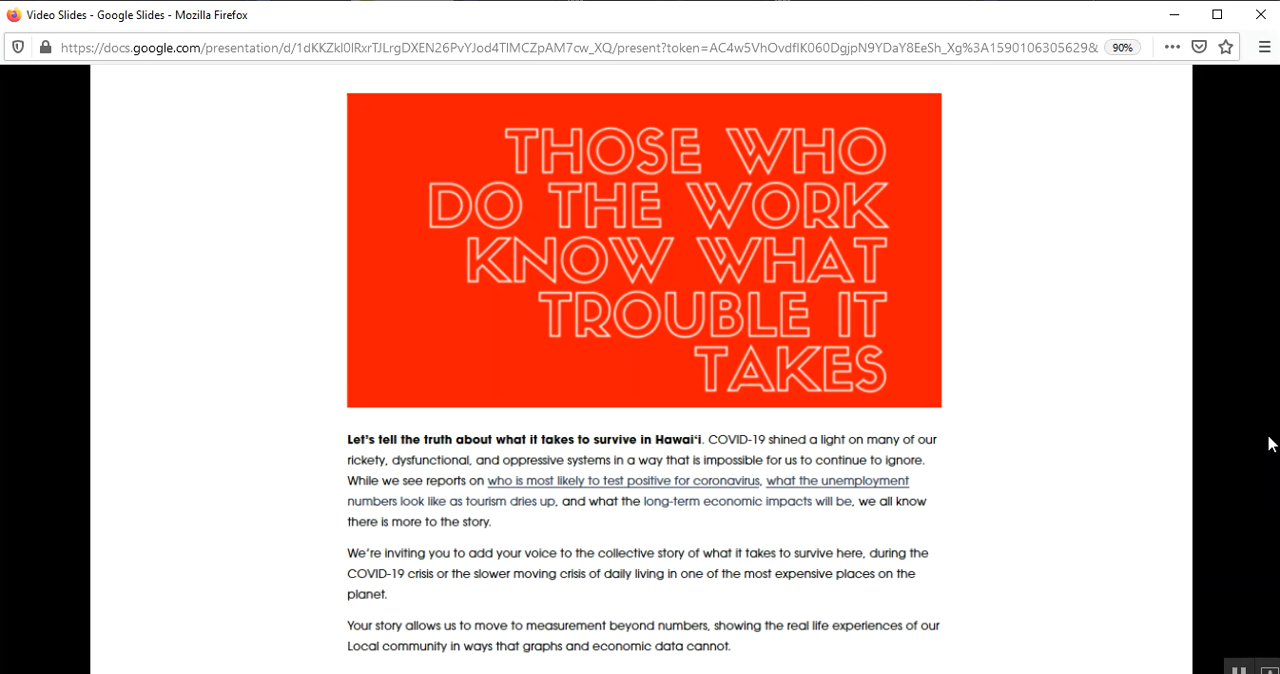 Video Slides - Google Slides - Mozilla Firefox
https://docs.google.com/presentation/d/1dKKZkl0lRxrTJLrgDXEN26PvYJod4TlMCZpAM7cw_XQ/present?token=AC4w5VhOvdflK060DgjpN9YDaY8EeSh_Xg%3A1590106305629&
90%
THOSE WHO
DO THE WORK
KNOW WHAT
TROUBLE IT
TAKES
Let's tell the truth about what it takes to survive in Hawaiʻi. COVID-19 shined a light on many of our
rickety, dysfunctional, and oppressive systems in a way that is impossible for us to continue to ignore.
While we see reports on who is most likely to test positive for coronavirus, what the unemployment
numbers look like as tourism dries up, and what the long-term economic impacts will be, we all know
there is more to the story.
We're inviting you to add your voice to the collective story of what it takes to survive here, during the
COVID-19 crisis or the slower moving crisis of daily living in one of the most expensive places on the
planet.
Your story allows us to move to measurement beyond numbers, showing the real life experiences of our
Local community in ways that graphs and economic data cannot.